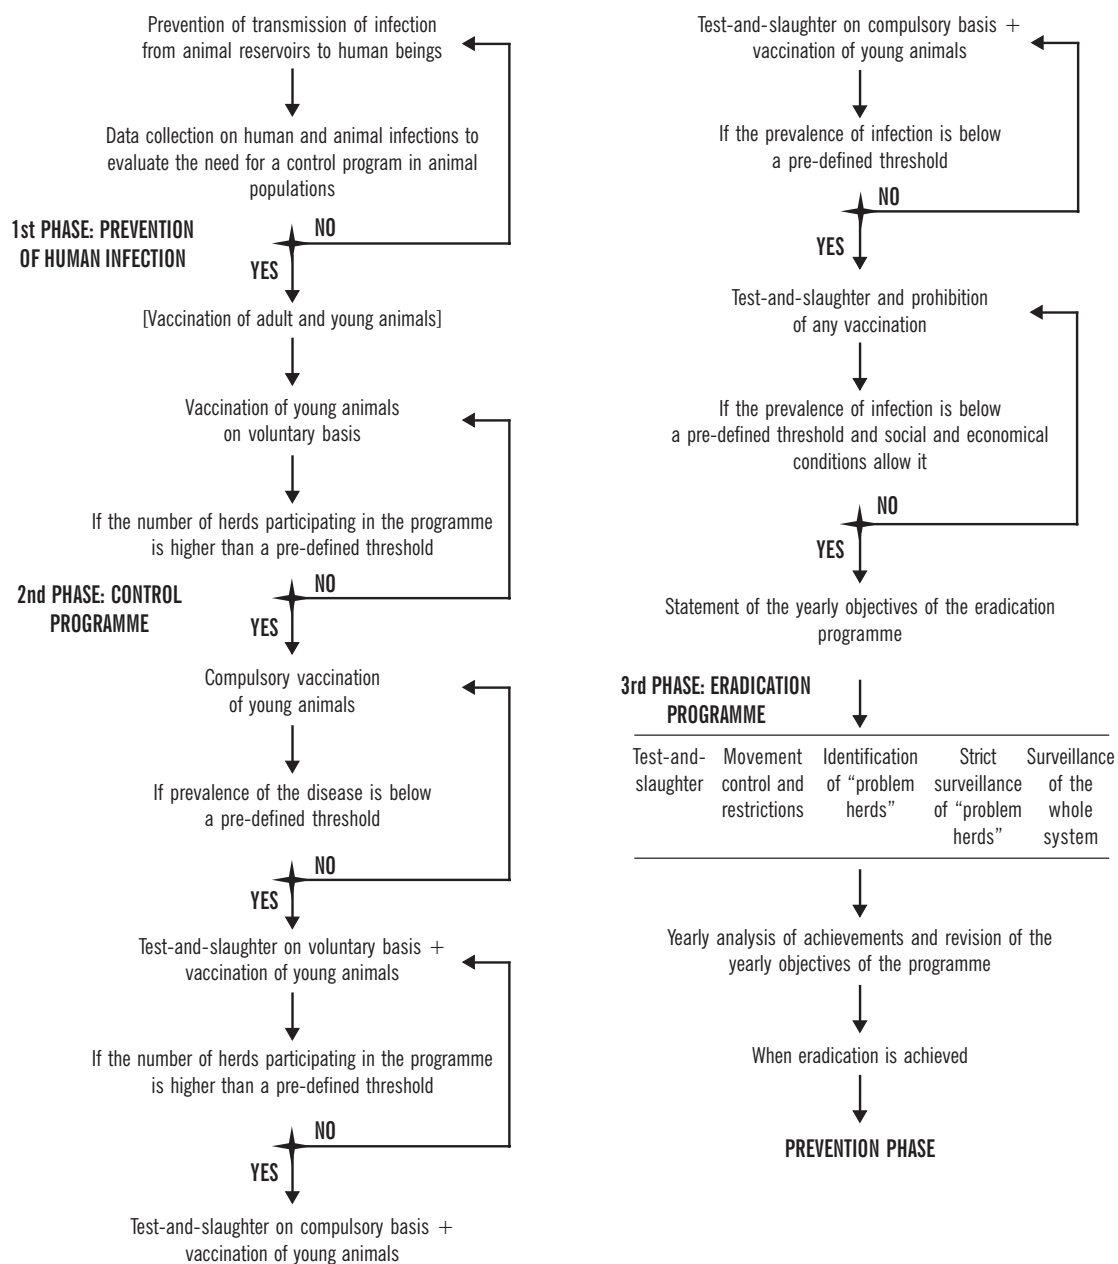 Prevention of transmission of infection
from animal reservoirs to human beings
Data collection on human and animal infections to
evaluate the need for a control program in animal
populations
1st PHASE: PREVENTION
OF HUMAN INFECTION
NO
YES
[Vaccination of adult and young animals]
Vaccination of young animals
on voluntary basis
If the number of herds participating in the programme
is higher than a pre-defined threshold
2nd PHASE: CONTROL
PROGRAMME
NO
YES
Compulsory vaccination
of young animals
If prevalence of the disease is below
a pre-defined threshold
NO
YES
Test-and-slaughter on voluntary basis +
vaccination of young animals
If the number of herds participating in the programme
is higher than a pre-defined threshold
NO
YES
Test-and-slaughter on compulsory basis +
vaccination of young animals
Test-and-slaughter on compulsory basis +
vaccination of young animals
If the prevalence of infection is below
a pre-defined threshold
NO
YES
Test-and-slaughter and prohibition
of any vaccination
If the prevalence of infection is below
a pre-defined threshold and social and economical
conditions allow it
NO
YES
Statement of the yearly objectives of the eradication
programme
3rd PHASE: ERADICATION
PROGRAMME
Test-and-
slaughter
Movement
control and
restrictions
Identification
of “problem
herds”
Strict
surveillance
of “problem
herds”
Surveillance
of the
whole
system
Yearly analysis of achievements and revision of the
yearly objectives of the programme
When eradication is achieved
PREVENTION PHASE